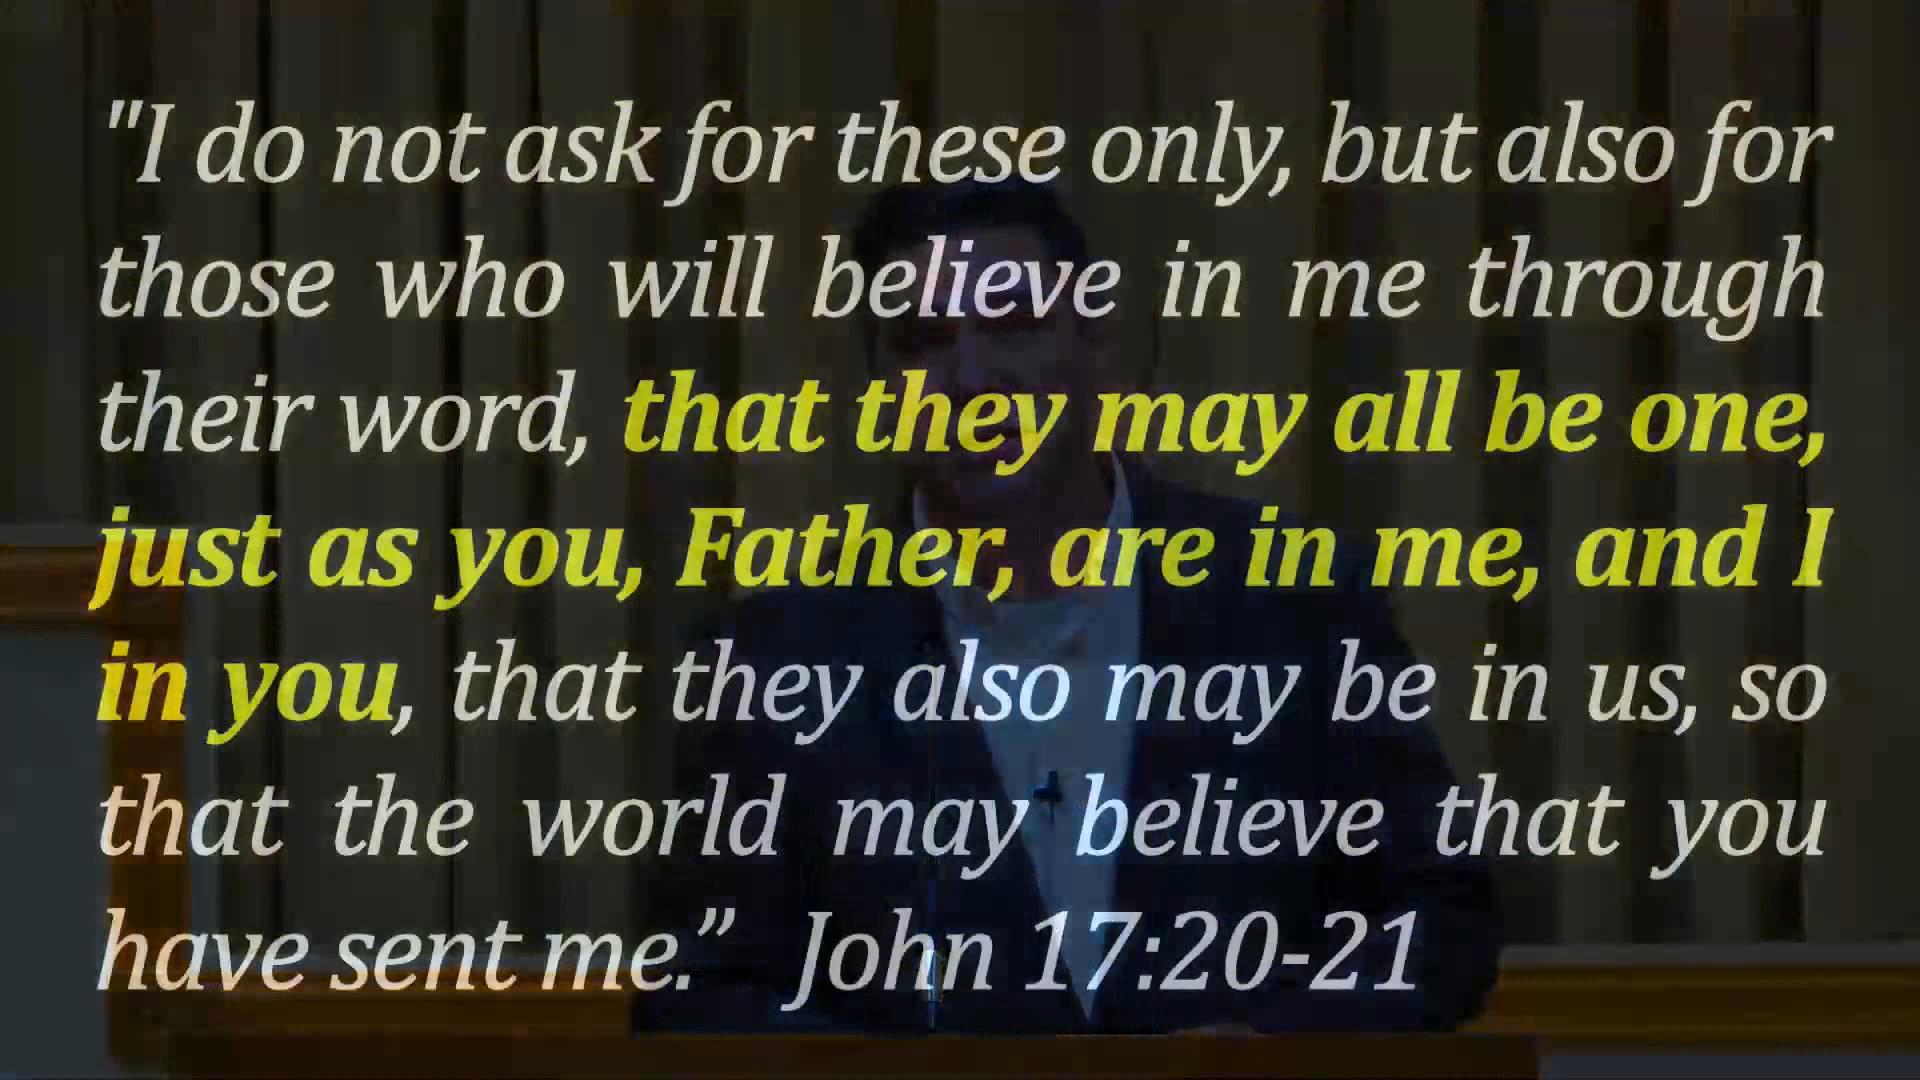 "I do not ask for these only, but also for
those who will believe in me through
their word, that they may all be one,
just as you, Father, are in me, and I
in you, that they also may be in us, so
that the world may believe that you
have sent me.” John 17:20-21